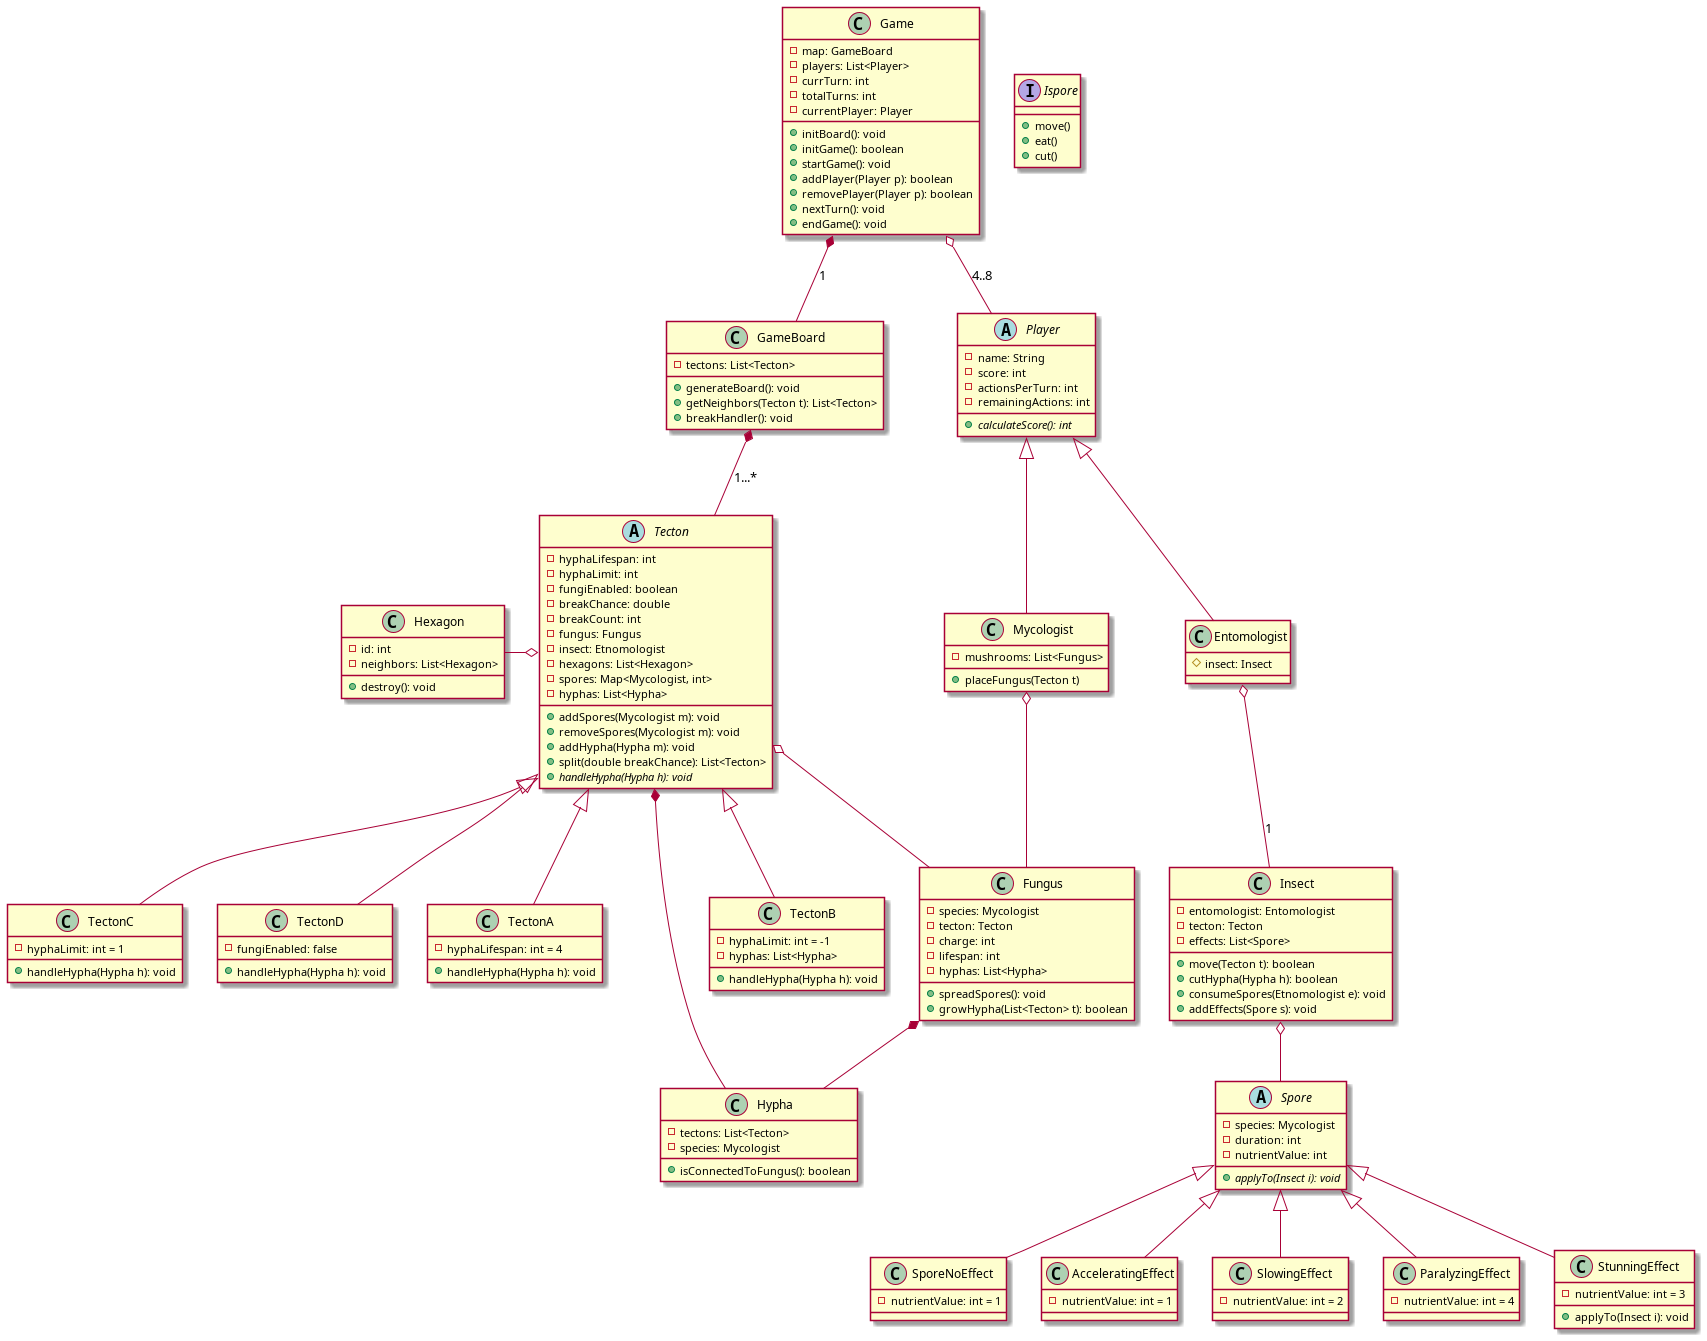 C Game
map: GameBoard
players: List<Player>
currTurn: int
totalTurns: int
currentPlayer: Player
initBoard(): void
initGame(): boolean
startGame(): void
addPlayer(Player p): boolean
removePlayer(Player p): boolean
nextTurn(): void
endGame(): void
I Ispore
move()
eat()
cut()
1
4..8
C GameBoard
tectons: List<Tecton>
generateBoard(): void
getNeighbors(Tecton t): List<Tecton>
breakHandler(): void
A Player
name: String
score: int
actionsPerTurn: int
remainingActions: int
calculateScore(): int
1...*
C Hexagon
id: int
neighbors: List<Hexagon>
destroy(): void
A Tecton
hyphaLifespan: int
hyphaLimit: int
fungiEnabled: boolean
breakChance: double
breakCount: int
fungus: Fungus
insect: Etnomologist
hexagons: List<Hexagon>
spores: Map<Mycologist, int>
hyphas: List<Hypha>
addSpores(Mycologist m): void
removeSpores(Mycologist m): void
addHypha(Hypha m): void
split(double breakChance): List<Tecton>
handleHypha(Hypha h): void
C Mycologist
mushrooms: List<Fungus>
placeFungus(Tecton t)
C Entomologist
insect: Insect
1
C TectonC
hyphaLimit: int = 1
handleHypha(Hypha h): void
C TectonD
fungiEnabled: false
handleHypha(Hypha h): void
C TectonA
hyphaLifespan: int = 4
handleHypha(Hypha h): void
C TectonB
hyphaLimit: int = -1
hyphas: List<Hypha>
handleHypha(Hypha h): void
C Fungus
species: Mycologist
tecton: Tecton
charge: int
lifespan: int
hyphas: List<Hypha>
spreadSpores(): void
growHypha(List<Tecton> t): boolean
C Insect
entomologist: Entomologist
tecton: Tecton
effects: List<Spore>
move(Tecton t): boolean
cutHypha(Hypha h): boolean
consumeSpores(Etnomologist e): void
addEffects(Spore s): void
C Hypha
tectons: List<Tecton>
species: Mycologist
isConnectedToFungus(): boolean
A Spore
species: Mycologist
duration: int
nutrientValue: int
applyTo(Insect i): void
C SporeNoEffect
nutrientValue: int = 1
C AcceleratingEffect
nutrientValue: int = 1
C SlowingEffect
nutrientValue: int = 2
C ParalyzingEffect
nutrientValue: int = 4
C StunningEffect
nutrientValue: int = 3
applyTo(Insect i): void